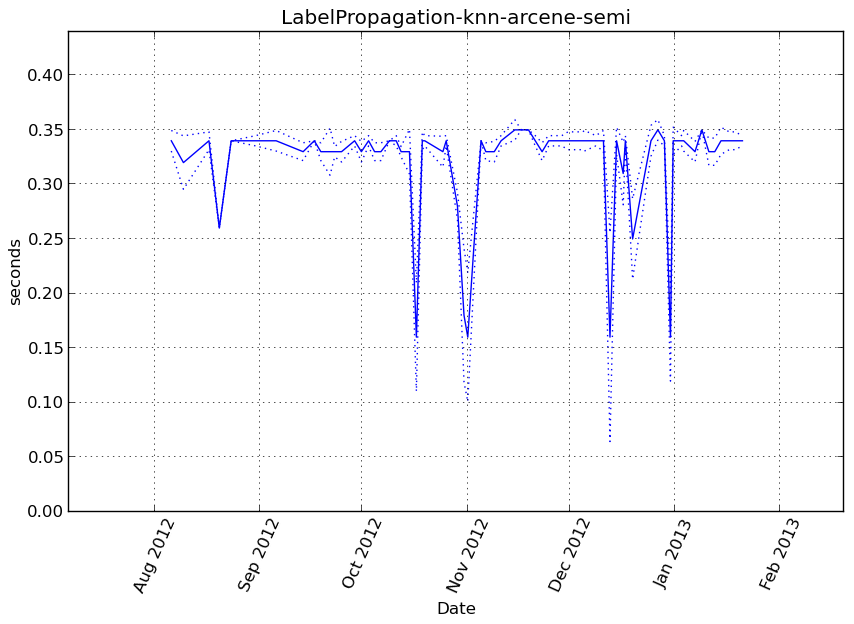 LabelPropagation-knn-arcene-semi
0.40
0.35
0.30
0.25
0.20
0.15
0.10
0.05
0.00
seconds
Aug 2012
Sep 2012
Oct 2012
Nov 2012
Dec 2012
Jan 2013
Feb 2013
Date